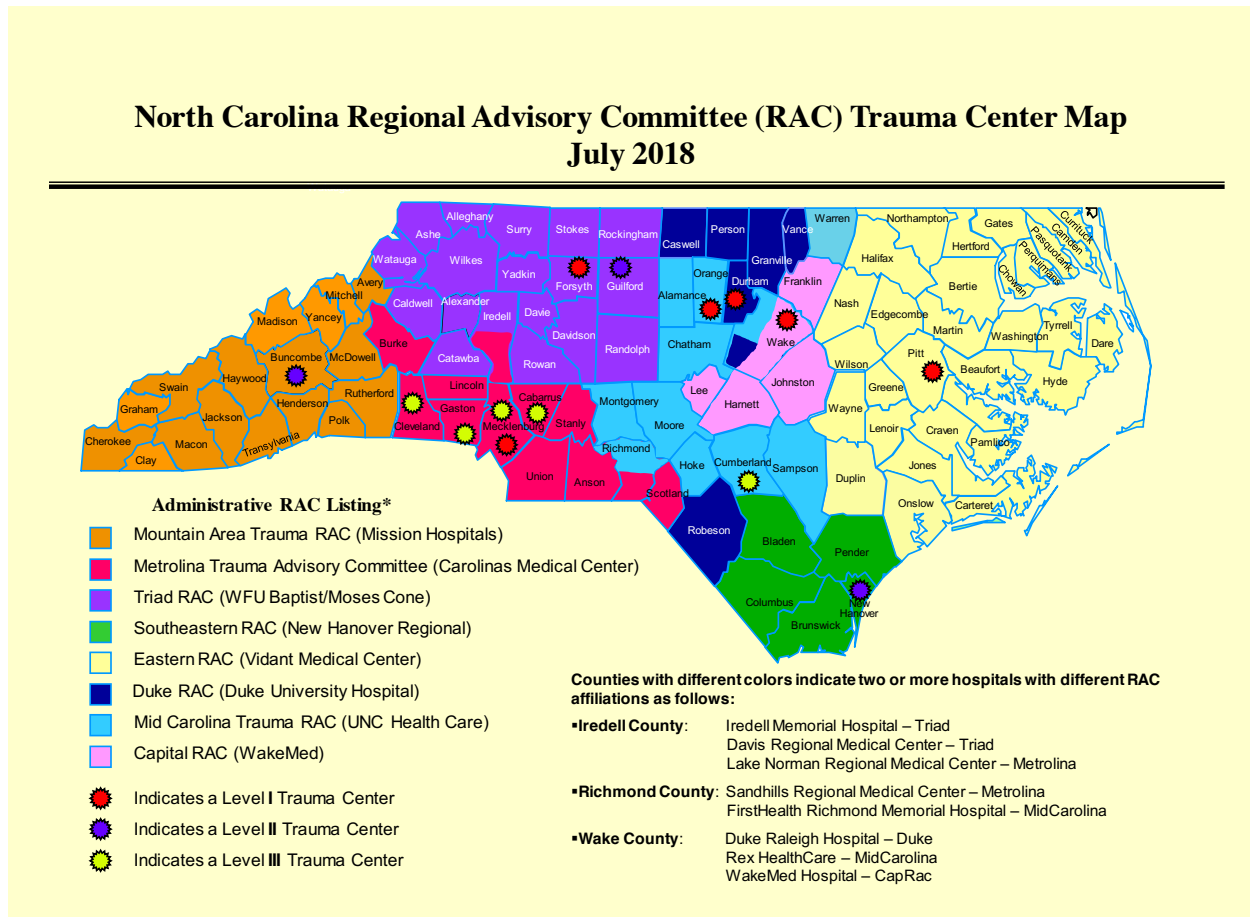 North Carolina Regional Advisory Committee (RAC) Trauma Center Map
July 2018
Alleghany
Ashe
Surry
Stokes
Rockingham
Caswell
Person
Vance
Warren
Northampton
Gates
Currituck
Camden
Pasquotank
Perquimans
Chowan
Hertford
Halifax
Granville
Watauga
Wilkes
Yadkin
Forsyth
Guilford
Alamance
Orange
Durham
Franklin
Bertie
Avery
Mitchell
Caldwell
Alexander
Iredell
Davie
Nash
Edgecombe
Martin
Washington
Tyrrell
Dare
Madison
Yancey
Burke
Davidson
Randolph
Chatham
Wake
Wilson
Pitt
Beaufort
Hyde
Buncombe
McDowell
Catawba
Rowan
Haywood
Swain
Rutherford
Lincoln
Lee
Johnston
Greene
Graham
Jackson
Henderson
Polk
Cleveland
Gaston
Mecklenburg
Cabarrus
Stanly
Montgomery
Moore
Harnett
Wayne
Lenoir
Craven
Pamlico
Cherokee
Clay
Macon
Transylvania
Union
Anson
Richmond
Scotland
Hoke
Cumberland
Sampson
Duplin
Jones
Onslow
Carteret
Robeson
Bladen
Pender
Columbus
Brunswick
New
Hanover
Administrative RAC Listing*
Mountain Area Trauma RAC (Mission Hospitals)
Metrolina Trauma Advisory Committee (Carolinas Medical Center)
Triad RAC (WFU Baptist/Moses Cone)
Southeastern RAC (New Hanover Regional)
Eastern RAC (Vidant Medical Center)
Duke RAC (Duke University Hospital)
Mid Carolina Trauma RAC (UNC Health Care)
Capital RAC (WakeMed)
Indicates a Level I Trauma Center
Indicates a Level II Trauma Center
Indicates a Level III Trauma Center
Counties with different colors indicate two or more hospitals with different RAC
affiliations as follows:
▪Iredell County: Iredell Memorial Hospital – Triad
Davis Regional Medical Center – Triad
Lake Norman Regional Medical Center – Metrolina
▪Richmond County: Sandhills Regional Medical Center – Metrolina
FirstHealth Richmond Memorial Hospital – MidCarolina
▪Wake County: Duke Raleigh Hospital – Duke
Rex HealthCare – MidCarolina
WakeMed Hospital – CapRac